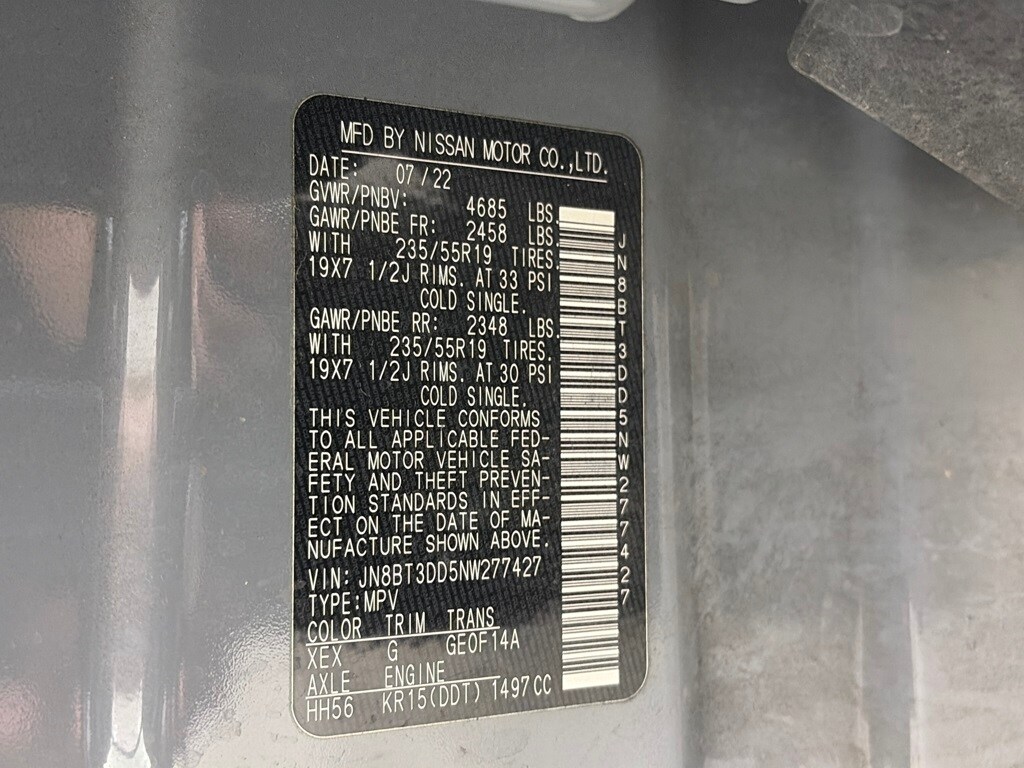 MFD BY NISSAN MOTOR CO.,LTD.
DATE: 07/22
GVWR/PNBV: 4685 LBS.
GAWR/PNBE FR: 2458 LBS.
WITH 235/55R19 TIRES.
19X7 1/2J RIMS. AT 33 PSI
COLD SINGLE.
GAWR/PNBE RR: 2348 LBS.
WITH 235/55R19 TIRES.
19X7 1/2J RIMS. AT 30 PSI
COLD SINGLE.
THIS VEHICLE CONFORMS
TO ALL APPLICABLE FED-
ERAL MOTOR VEHICLE SA-
FETY AND THEFT PREVEN-
TION STANDARDS IN EFF-
ECT ON THE DATE OF MA-
NUFACTURE SHOWN ABOVE.
VIN: JN8BT3DD5NW277427
TYPE: MPV
COLOR TRIM TRANS
XEX G GEOF14A
AXLE ENGINE
HH56 KR15(DDT) 1497CC
JN8BT3DD5NW277427